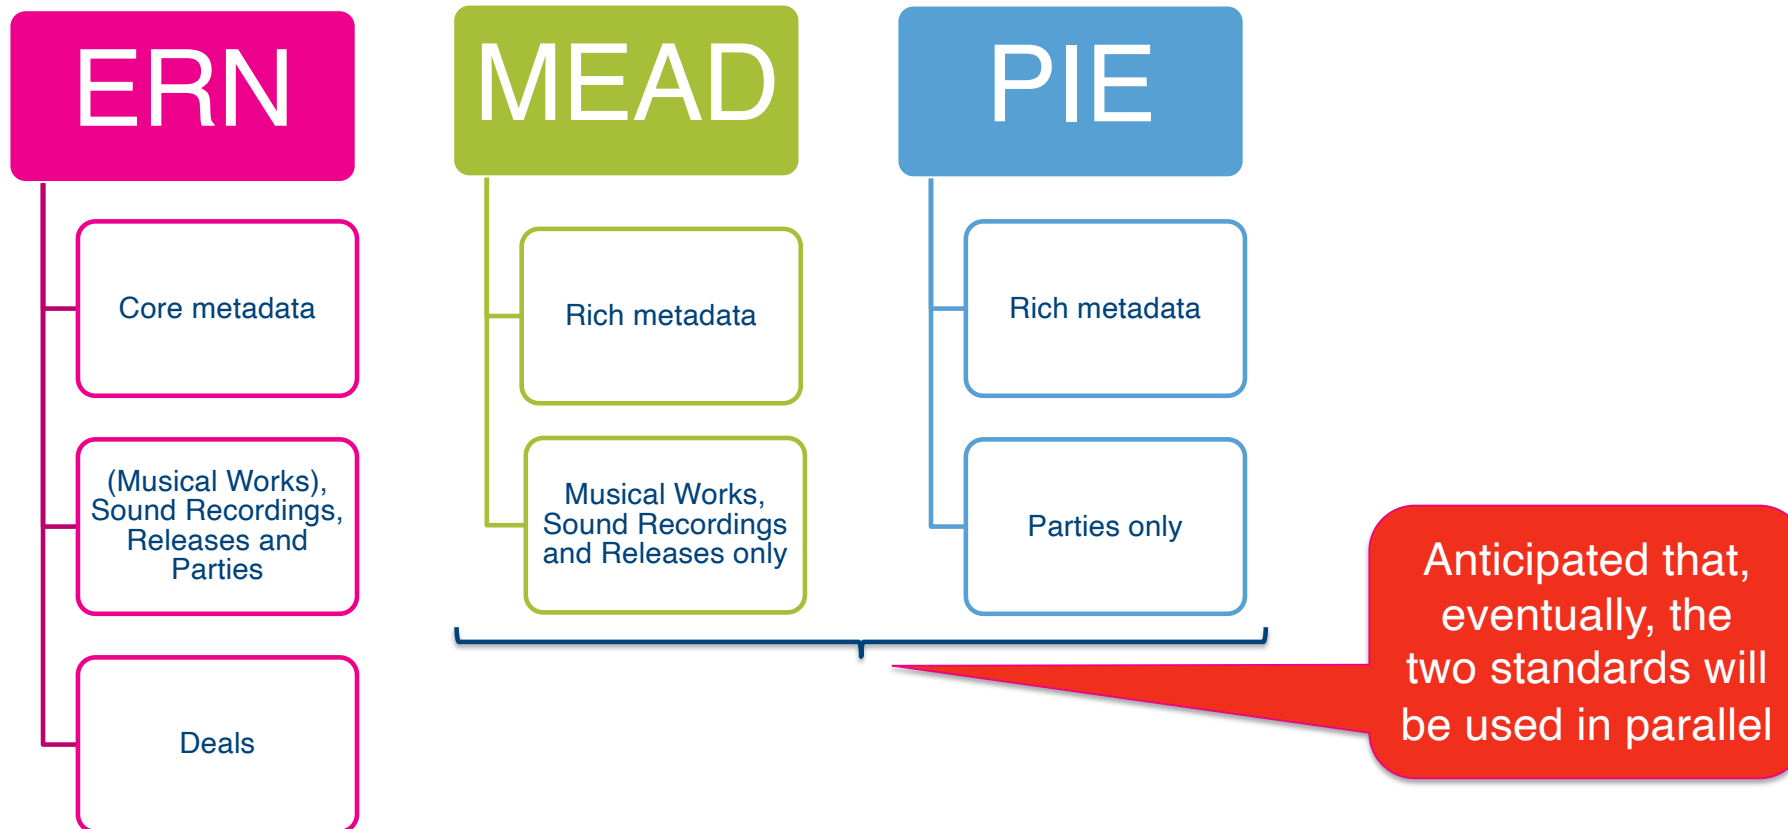 ERN
Core metadata
(Musical Works),
Sound Recordings,
Releases and
Parties
Deals
MEAD
Rich metadata
Musical Works,
Sound Recordings
and Releases only
PIE
Rich metadata
Parties only
Anticipated that,
eventually, the
two standards will
be used in parallel